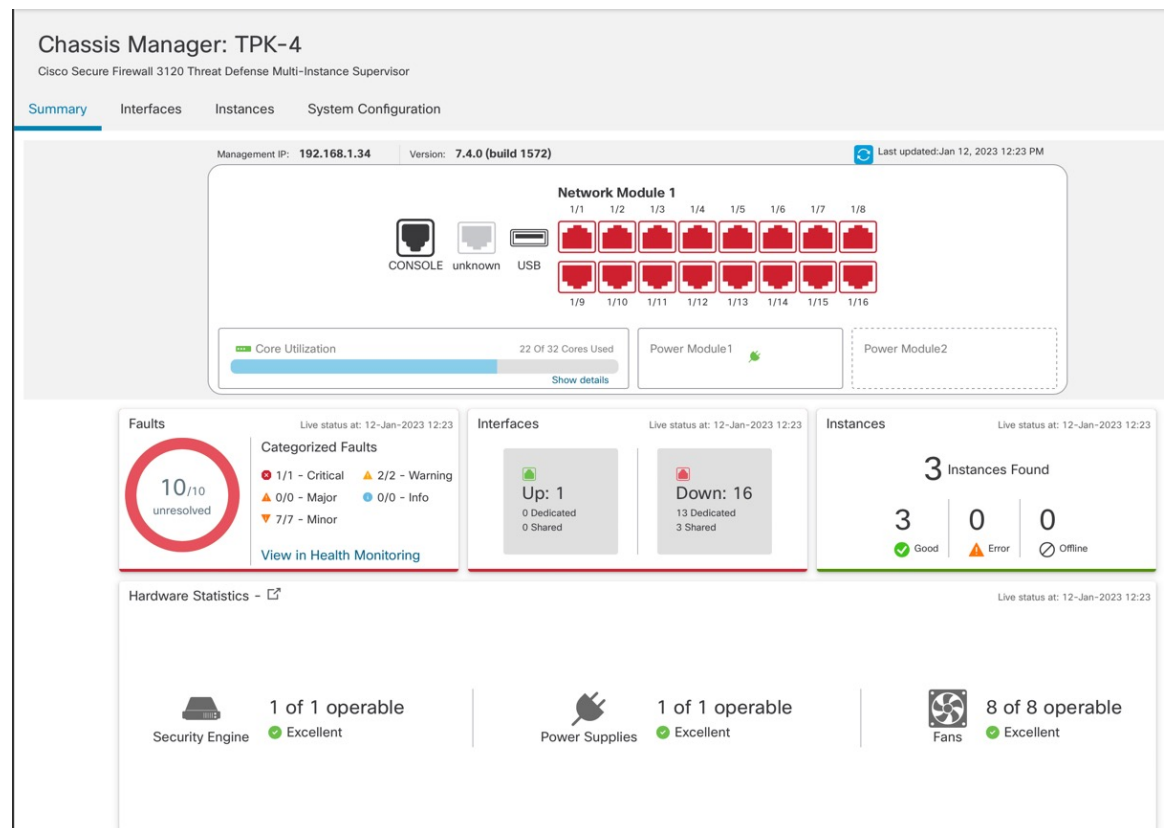 Chassis Manager: TPK-4
Cisco Secure Firewall 3120 Threat Defense Multi-Instance Supervisor
Summary Interfaces Instances System Configuration
Management IP: 192.168.1.34 Version: 7.4.0 (build 1572) Last updated:Jan 12, 2023 12:23 PM
Network Module 1
1/1 1/2 1/3 1/4 1/5 1/6 1/7 1/8
CONSOLE unknown USB
1/9 1/10 1/11 1/12 1/13 1/14 1/15 1/16
Core Utilization 22 Of 32 Cores Used
Show details
Power Module1
Power Module2
Faults Live status at: 12-Jan-2023 12:23
10/10
unresolved
Categorized Faults
1/1 - Critical 2/2 - Warning
0/0 - Major 0/0 - Info
7/7 - Minor
View in Health Monitoring
Interfaces Live status at: 12-Jan-2023 12:23
Up: 1
0 Dedicated
0 Shared
Down: 16
13 Dedicated
3 Shared
Instances Live status at: 12-Jan-2023 12:23
3 Instances Found
3 0 0
Good Error Offline
Hardware Statistics - Live status at: 12-Jan-2023 12:23
Security Engine
1 of 1 operable
Excellent
Power Supplies
1 of 1 operable
Excellent
Fans
8 of 8 operable
Excellent